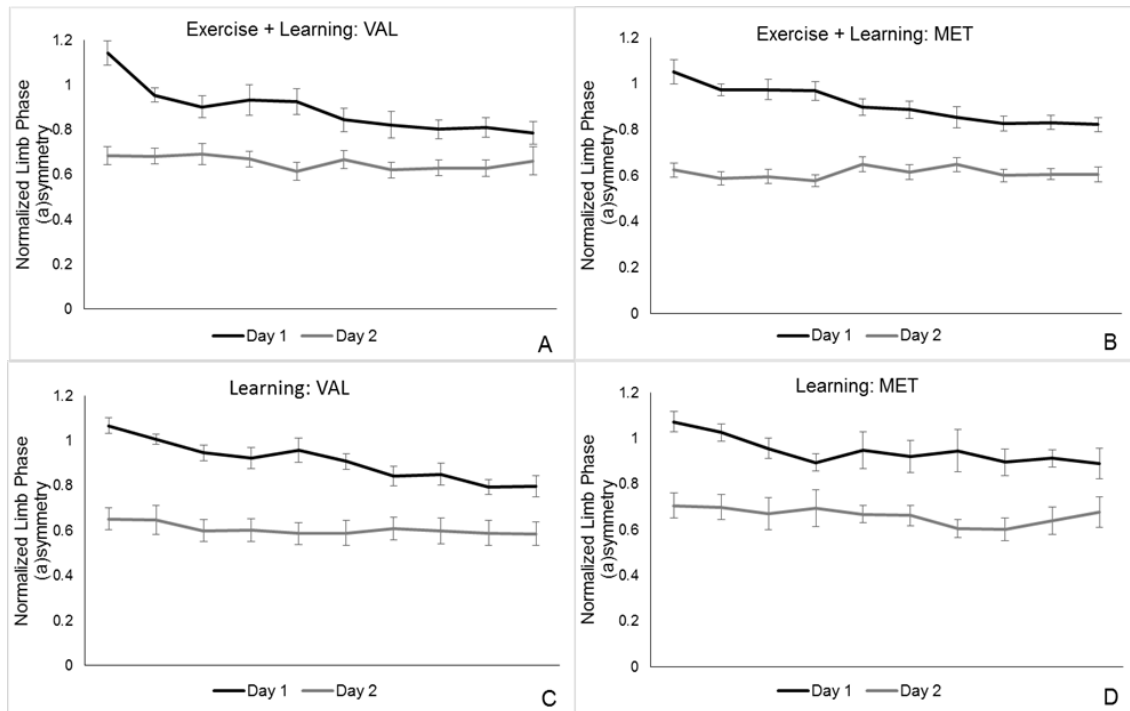 Exercise + Learning: VAL
Normalized Limb Phase
(a)symmetry
1.2
1
0.8
0.6
0.4
0.2
0
Day 1 Day 2
A
Exercise + Learning: MET
Normalized Limb Phase
(a)symmetry
1.2
1
0.8
0.6
0.4
0.2
0
Day 1 Day 2
B
Learning: VAL
Normalized Limb Phase
(a)symmetry
1.2
1
0.8
0.6
0.4
0.2
0
Day 1 Day 2
C
Learning: MET
Normalized Limb Phase
(a)symmetry
1.2
1
0.8
0.6
0.4
0.2
0
Day 1 Day 2
D